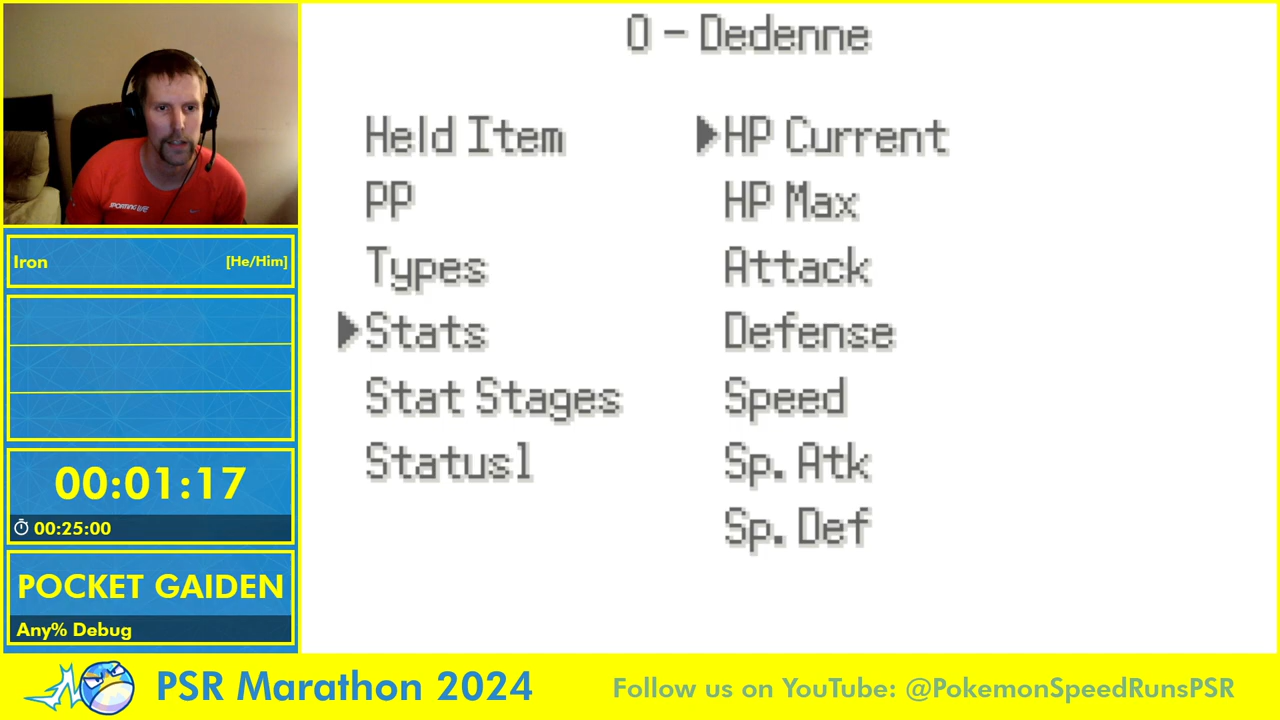 0 - Dedenne
Held Item
PP
Types
Stats
Stat Stages
Status1
HP Current
HP Max
Attack
Defense
Speed
Sp. Atk
Sp. Def
Iron [He/Him]
00:01:17
00:25:00
POCKET GAIDEN
Any% Debug
PSR Marathon 2024
Follow us on YouTube: @PokemonSpeedRunsPSR